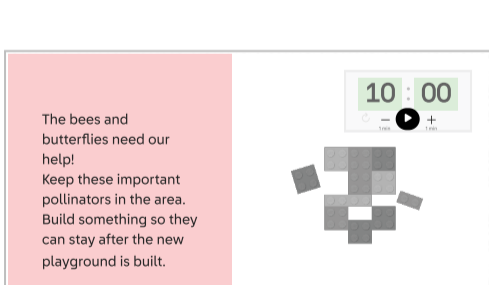 The bees and
butterflies need our
help!
Keep these important
pollinators in the area.
Build something so they
can stay after the new
playground is built.
10 : 00
− +
1 min 1 min